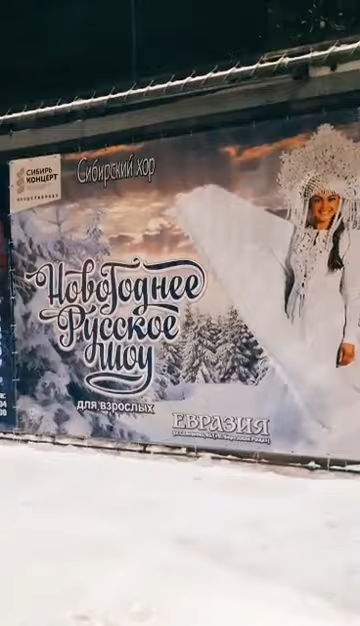 СИБИРЬ
КОНЦЕРТ
Сибирский хор
Новогоднее
Русское
шоу
для взрослых
ЕВРАЗИЯ